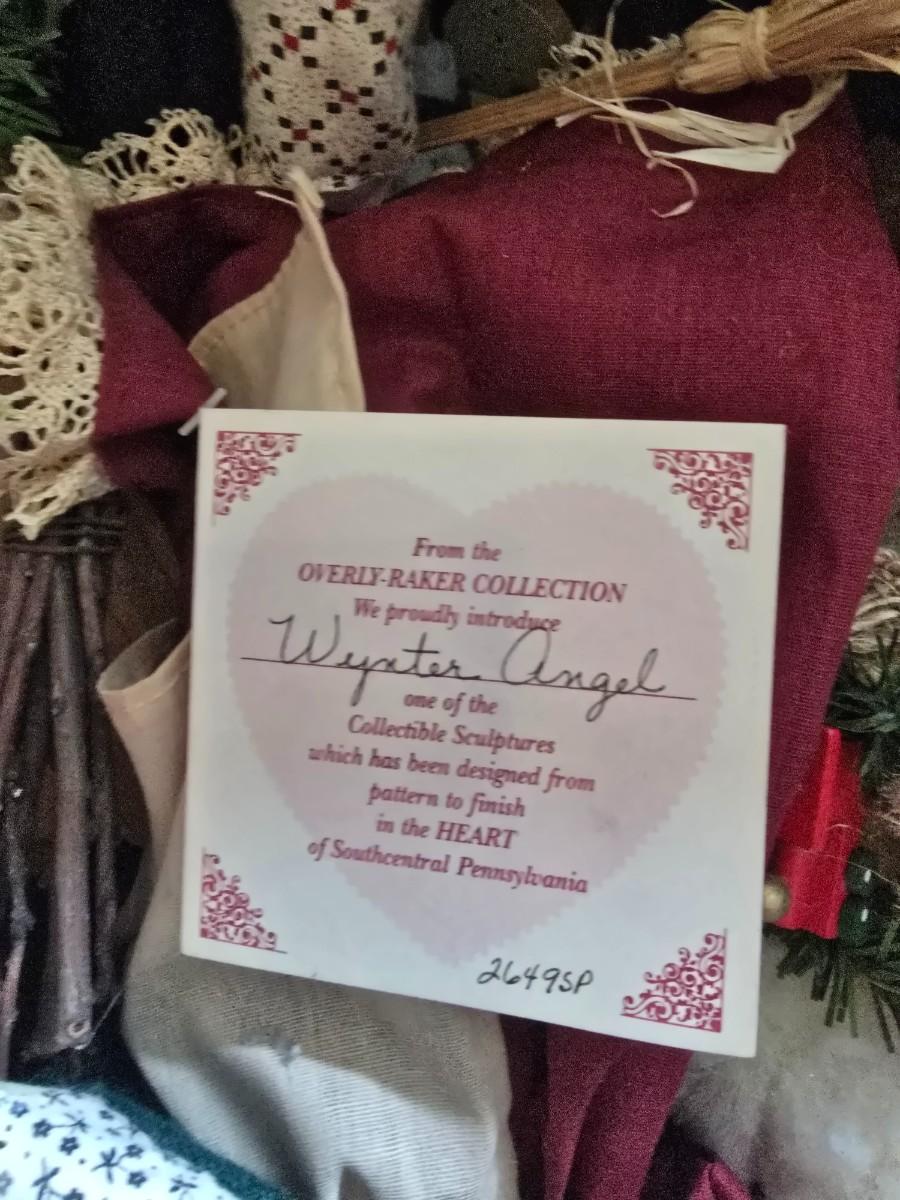 From the
OVERLY-RAKER COLLECTION
We proudly introduce
Wynter Angel
one of the
Collectible Sculptures
which has been designed from
pattern to finish
in the HEART
of Southcentral Pennsylvania
2649SP